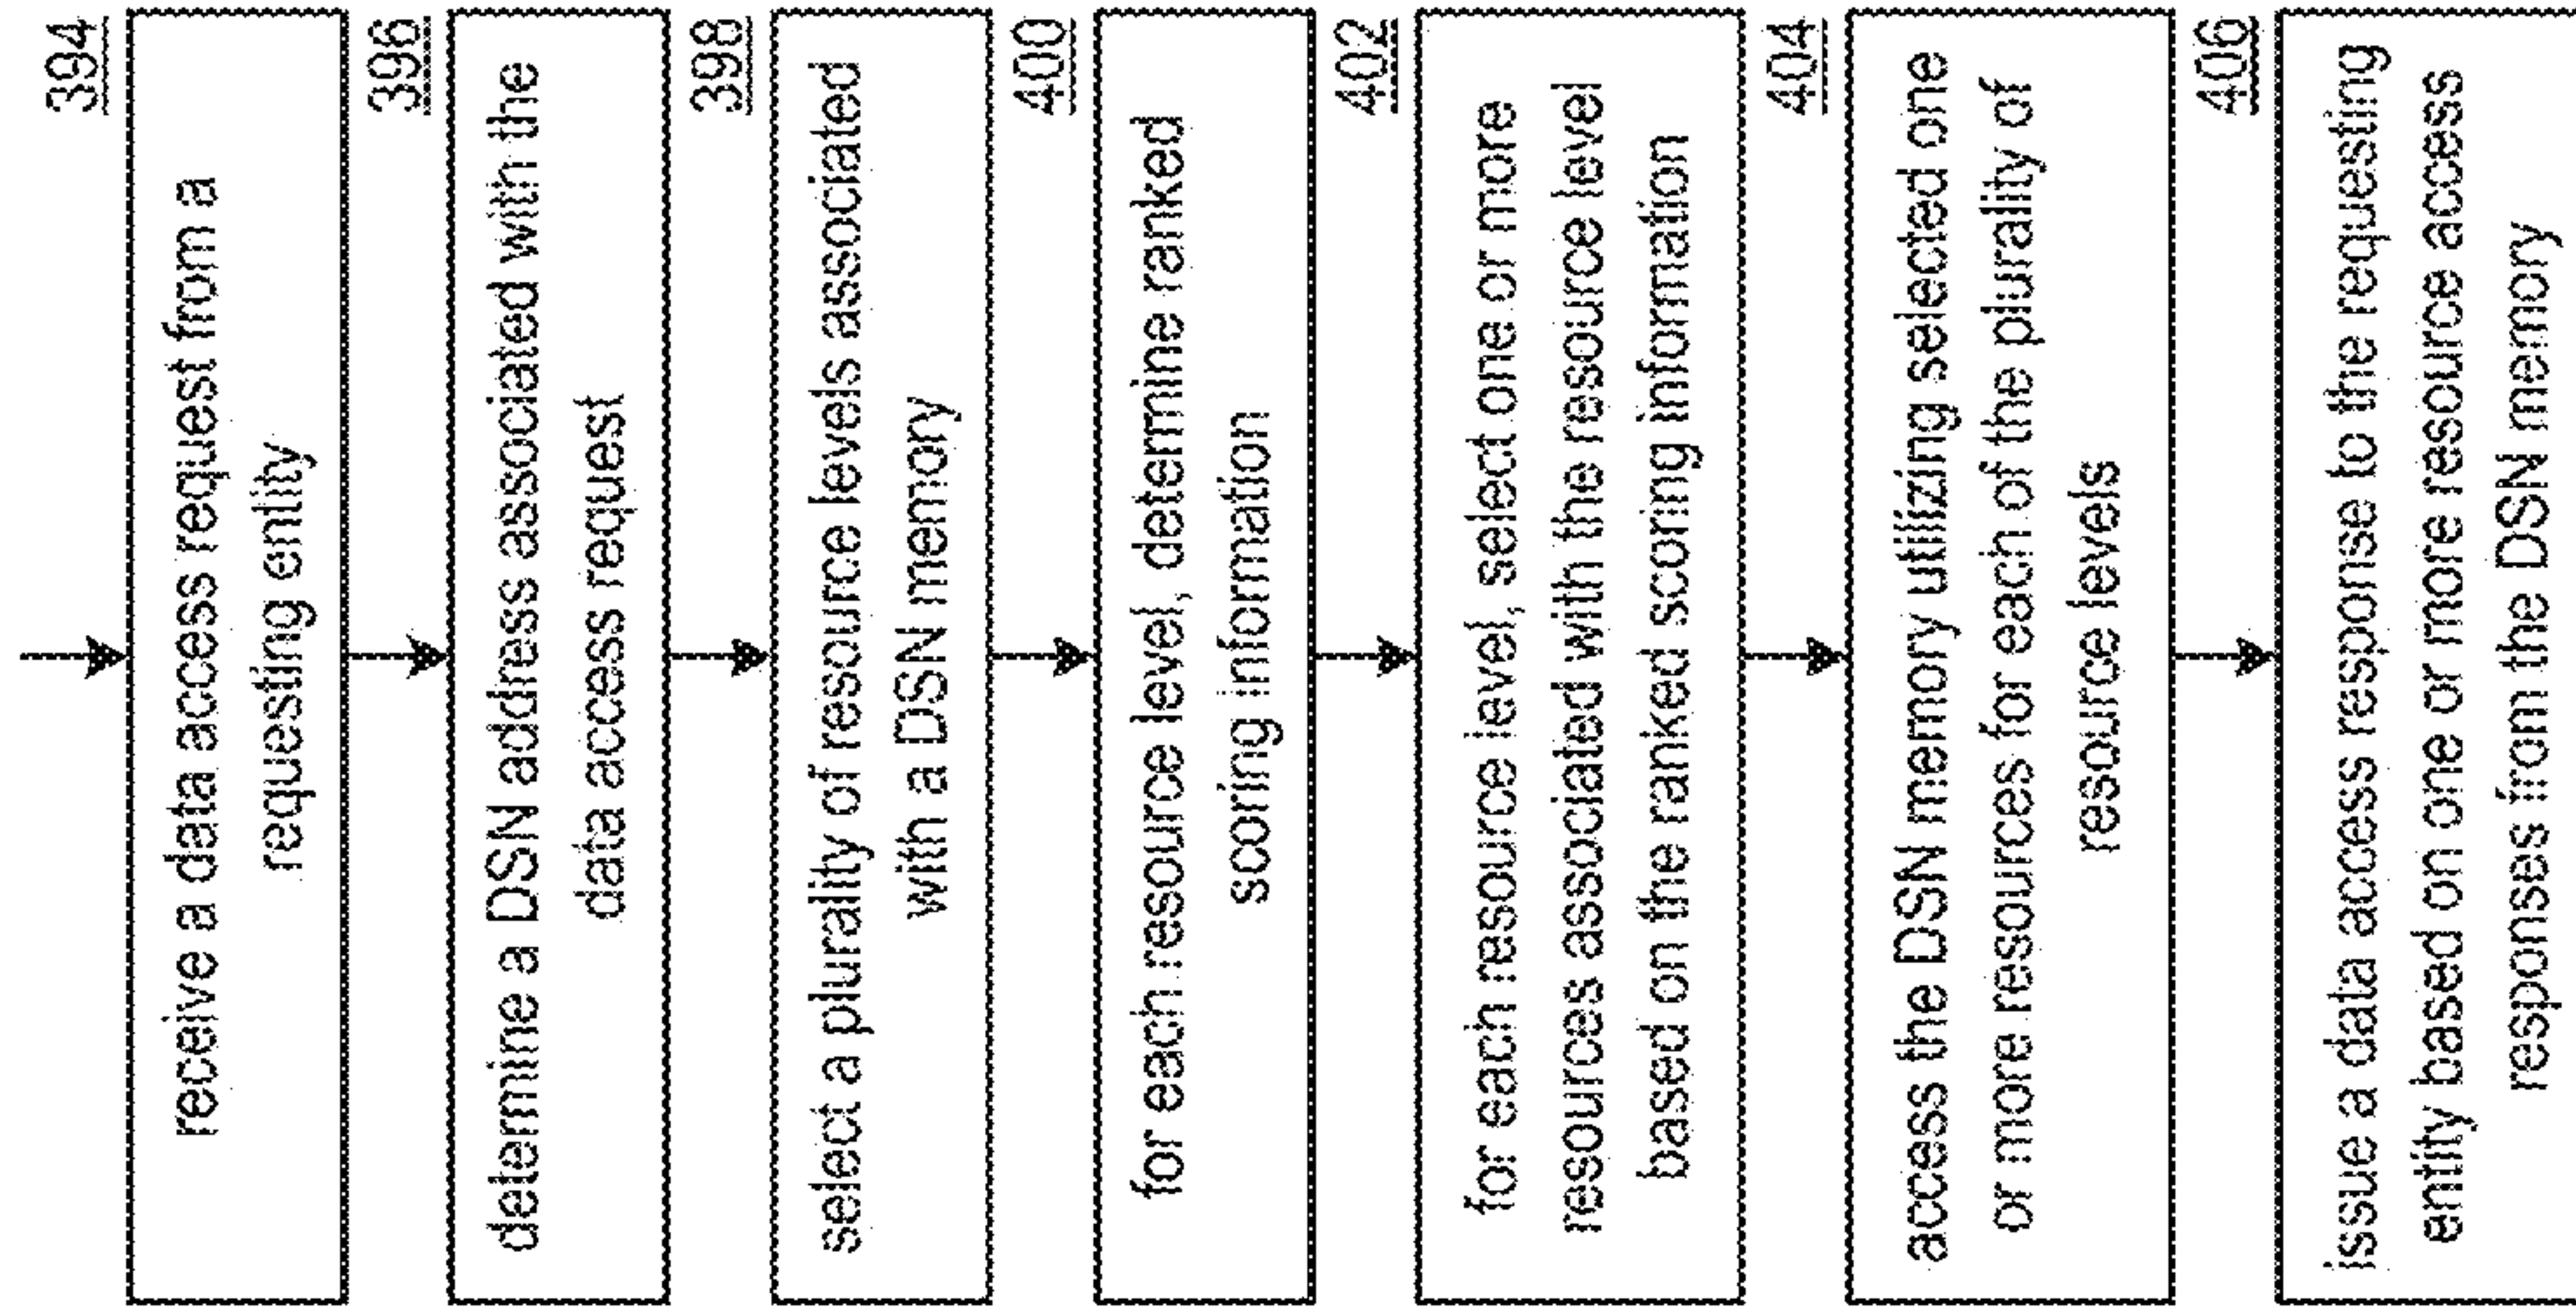 394
receive a data access request from a
requesting entity
396
determine a DSN address associated with the
data access request
398
select a plurality of resource levels associated
with a DSN memory
400
for each resource level, determine ranked
scoring information
402
for each resource level, select one or more
resources associated with the resource level
based on the ranked scoring information
404
access the DSN memory utilizing selected one
or more resources for each of the plurality of
resource levels
406
issue a data access response to the requesting
entity based on one or more resource access
responses from the DSN memory